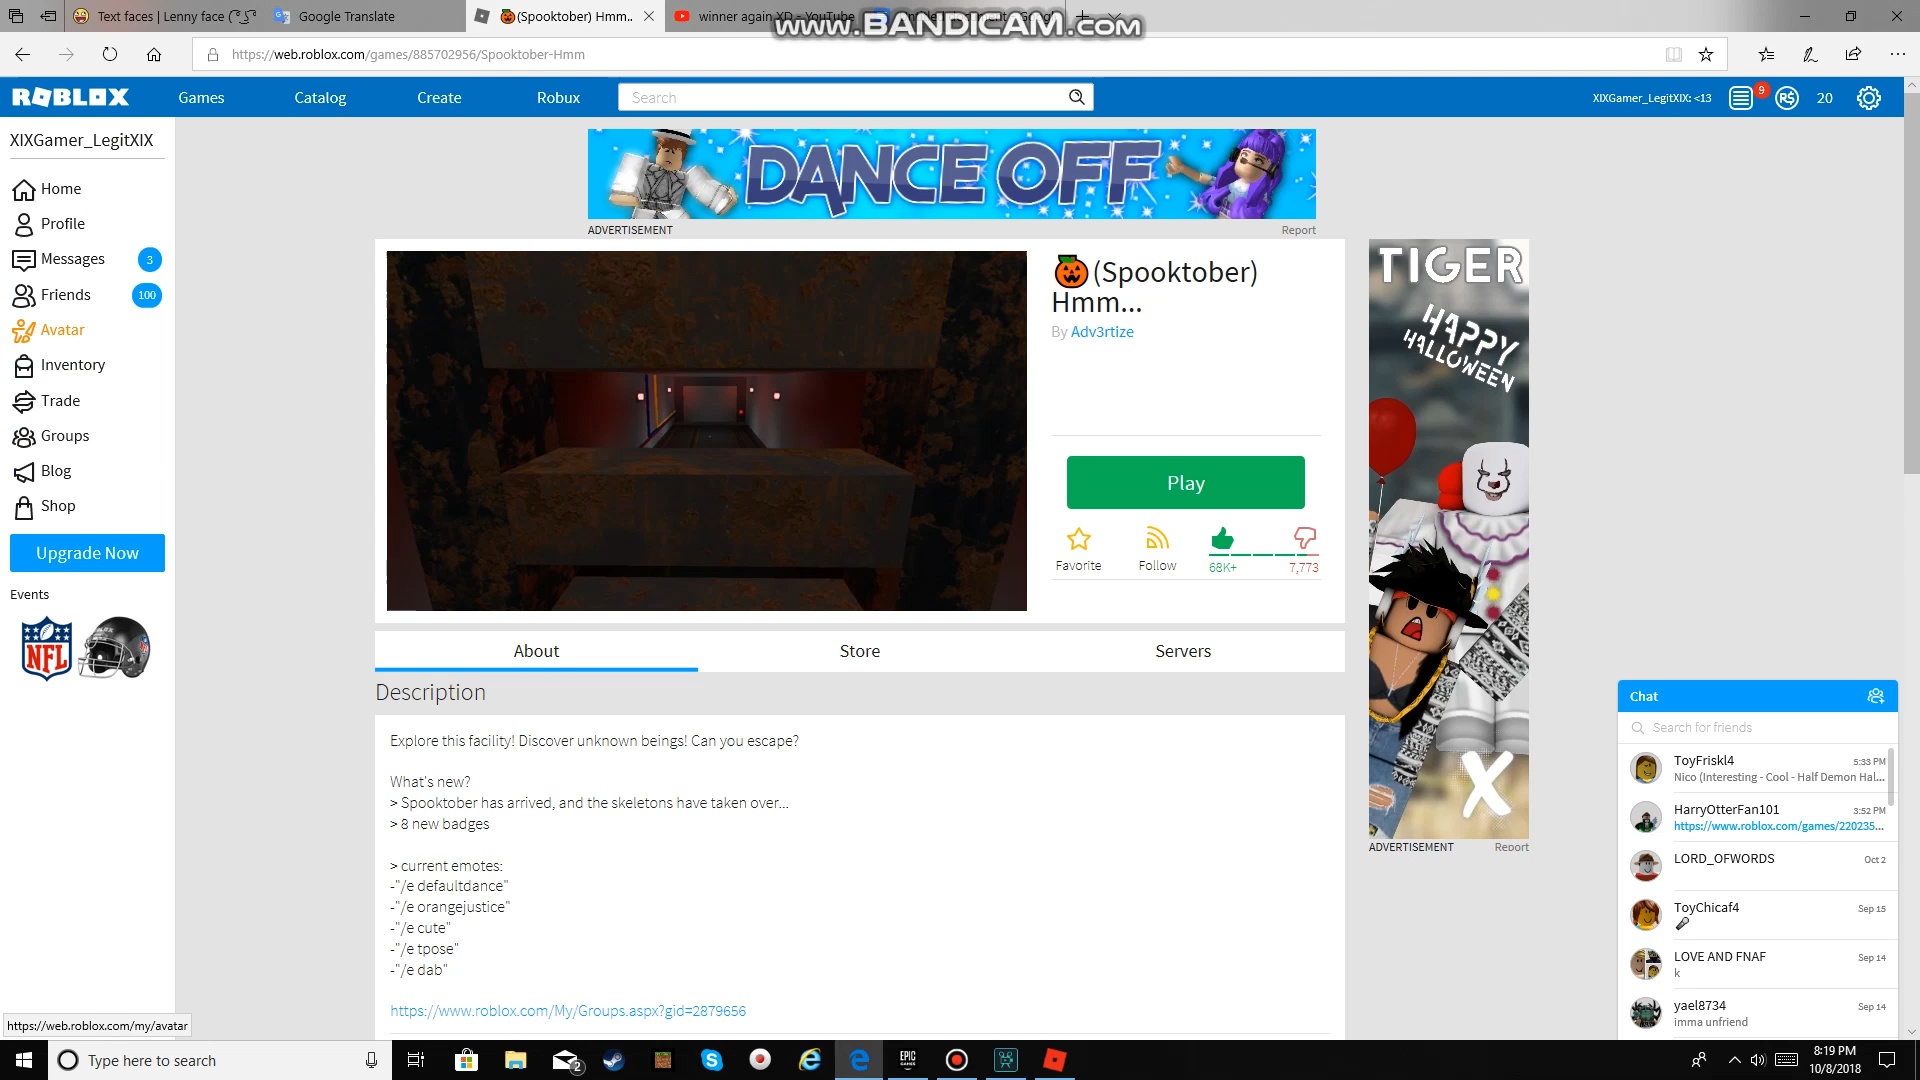 Text faces | Lenny face ( ͡° ͜ʖ ͡°
Google Translate
(Spooktober) Hmm..
winner again XD - YouTube
www.BANDICAM.com
https://web.roblox.com/games/885702956/Spooktober-Hmm
ROBLOX
Games
Catalog
Create
Robux
Search
XIXGamer_LegitXIX: <13
9
R$
20
XIXGamer_LegitXIX
Home
Profile
Messages
3
Friends
100
Avatar
Inventory
Trade
Groups
Blog
Shop
Upgrade Now
Events
NFL
DANCE OFF
ADVERTISEMENT
Report
(Spooktober)
Hmm...
By Adv3rtize
Play
Favorite
Follow
68K+
7,773
TIGER
HAPPY
HALLOWEEN
X
ADVERTISEMENT
Report
About
Store
Servers
Description
Explore this facility! Discover unknown beings! Can you escape?
What's new?
> Spooktober has arrived, and the skeletons have taken over...
> 8 new badges
> current emotes:
-"/e defaultdance"
-"/e orangejustice"
-"/e cute"
-"/e tpose"
-"/e dab"
https://www.roblox.com/My/Groups.aspx?gid=2879656
Chat
Search for friends
ToyFriskl4
5:33 PM
Nico (Interesting - Cool - Half Demon Hal...
HarryOtterFan101
3:52 PM
https://www.roblox.com/games/220235...
LORD_OFWORDS
Oct 2
ToyChicaf4
Sep 15
LOVE AND FNAF
Sep 14
k
yael8734
Sep 14
imma unfriend
https://web.roblox.com/my/avatar
Type here to search
2
EPIC
GAMES
8:19 PM
10/8/2018